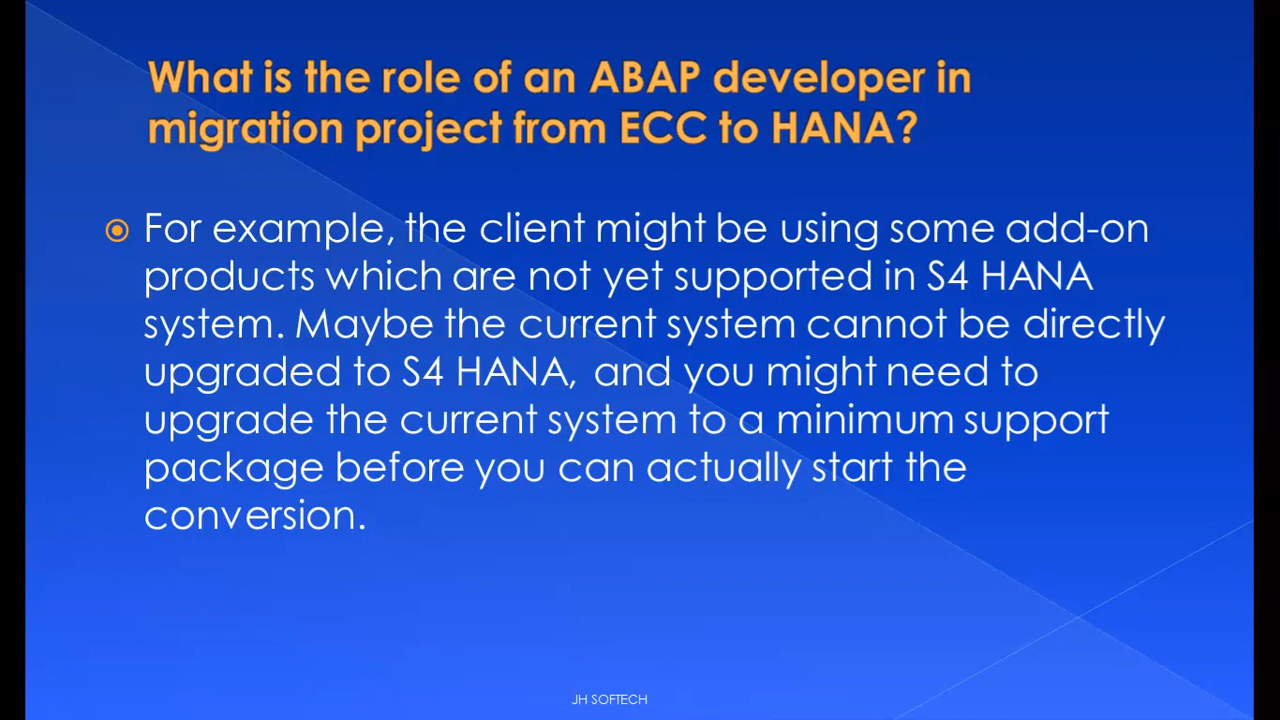 What is the role of an ABAP developer in
migration project from ECC to HANA?
For example, the client might be using some add-on
products which are not yet supported in S4 HANA
system. Maybe the current system cannot be directly
upgraded to S4 HANA, and you might need to
upgrade the current system to a minimum support
package before you can actually start the
conversion.
JH SOFTECH